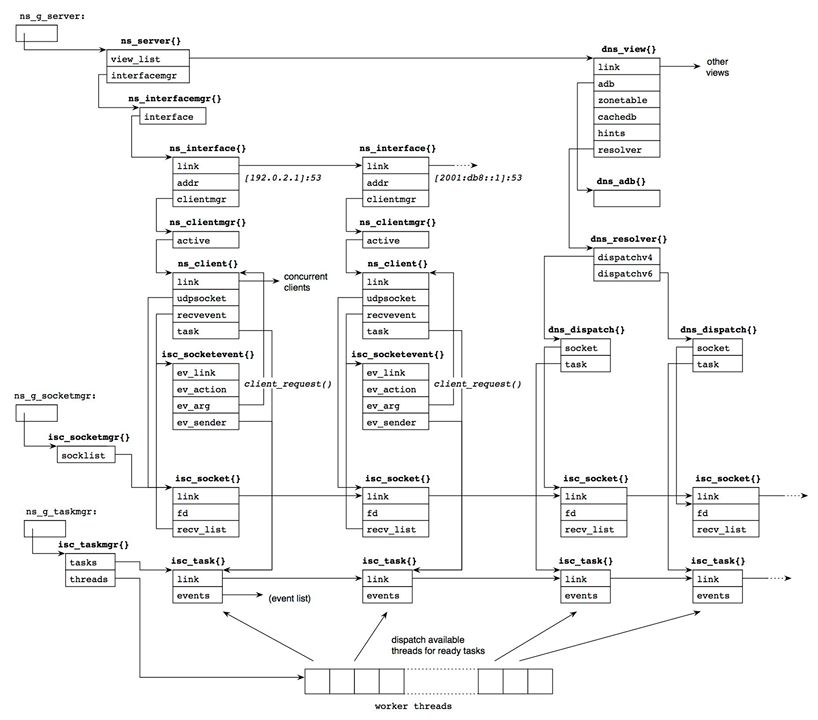 ns_g_server:
ns_server{}
view_list
interfacemgr
dns_view{}
link
adb
zonetable
cachedb
hints
resolver
other
views
ns_interfacemgr{}
interface
ns_interface{}
link
addr
clientmgr
[192.0.2.1]:53
ns_interface{}
link
addr
clientmgr
[2001:db8::1]:53
dns_adb{}
ns_clientmgr{}
active
ns_clientmgr{}
active
dns_resolver{}
dispatchv4
dispatchv6
ns_client{}
link
udpsocket
recvevent
task
concurrent
clients
ns_client{}
link
udpsocket
recvevent
task
dns_dispatch{}
socket
task
dns_dispatch{}
socket
task
isc_socketevent{}
ev_link
ev_action
ev_arg
ev_sender
client_request()
isc_socketevent{}
ev_link
ev_action
ev_arg
ev_sender
client_request()
ns_g_socketmgr:
isc_socketmgr{}
socklist
isc_socket{}
link
fd
recv_list
isc_socket{}
link
fd
recv_list
isc_socket{}
link
fd
recv_list
isc_socket{}
link
fd
recv_list
ns_g_taskmgr:
isc_taskmgr{}
tasks
threads
isc_task{}
link
events
(event list)
isc_task{}
link
events
isc_task{}
link
events
isc_task{}
link
events
dispatch available
threads for ready tasks
worker threads